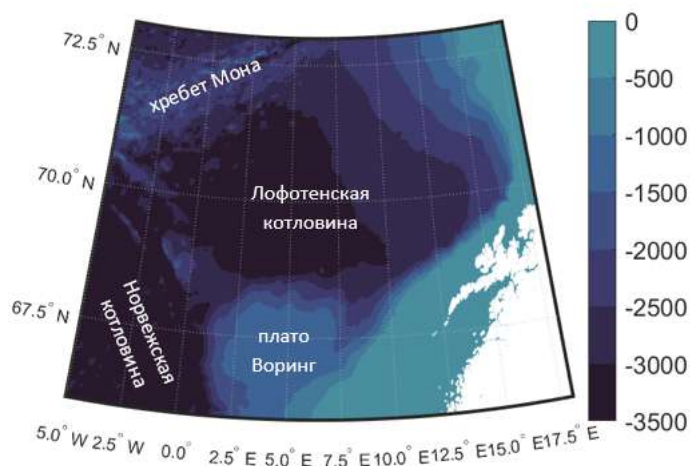 72.5° N
70.0° N
67.5° N
хребет Мона
Лофотенская
котловина
Норвежская
котловина
плато
Воринг
5.0° W 2.5° W 0.0° 2.5° E 5.0° E 7.5° E 10.0° E 12.5° E 15.0° E 17.5° E
0
-500
-1000
-1500
-2000
-2500
-3000
-3500